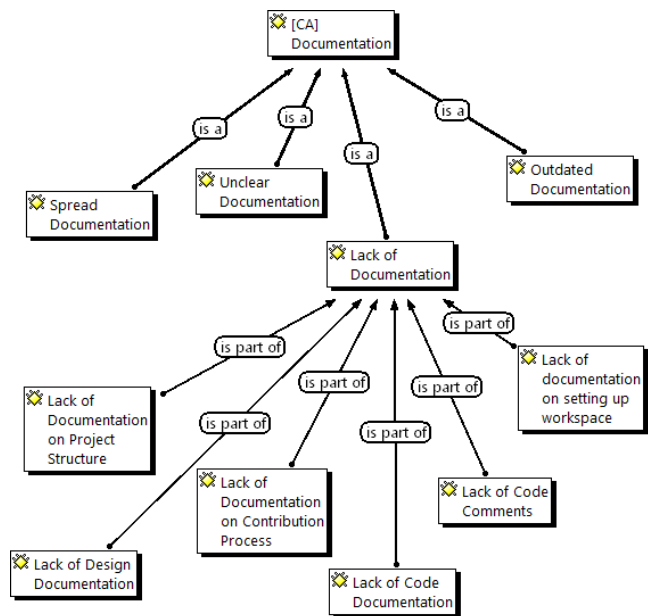 [CA]
Documentation
is a
is a
is a
is a
Spread
Documentation
Unclear
Documentation
Outdated
Documentation
Lack of
Documentation
is part of
is part of
is part of
is part of
is part of
is part of
Lack of
Documentation
on Project
Structure
Lack of
documentation
on setting up
workspace
Lack of
Documentation
on Contribution
Process
Lack of Code
Comments
Lack of Design
Documentation
Lack of Code
Documentation